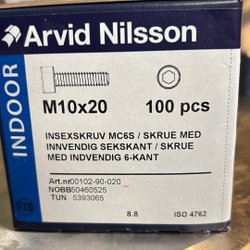 Arvid Nilsson
INDOOR
M10x20 100 pcs
INSEXSKRUV MC6S / SKRUE MED
INNVENDIG SEKSKANT / SKRUE
MED INDVENDIG 6-KANT
Art.nr00102-90-020
NOBB50460525
TUN 5393065
8.8 ISO 4762
FZB